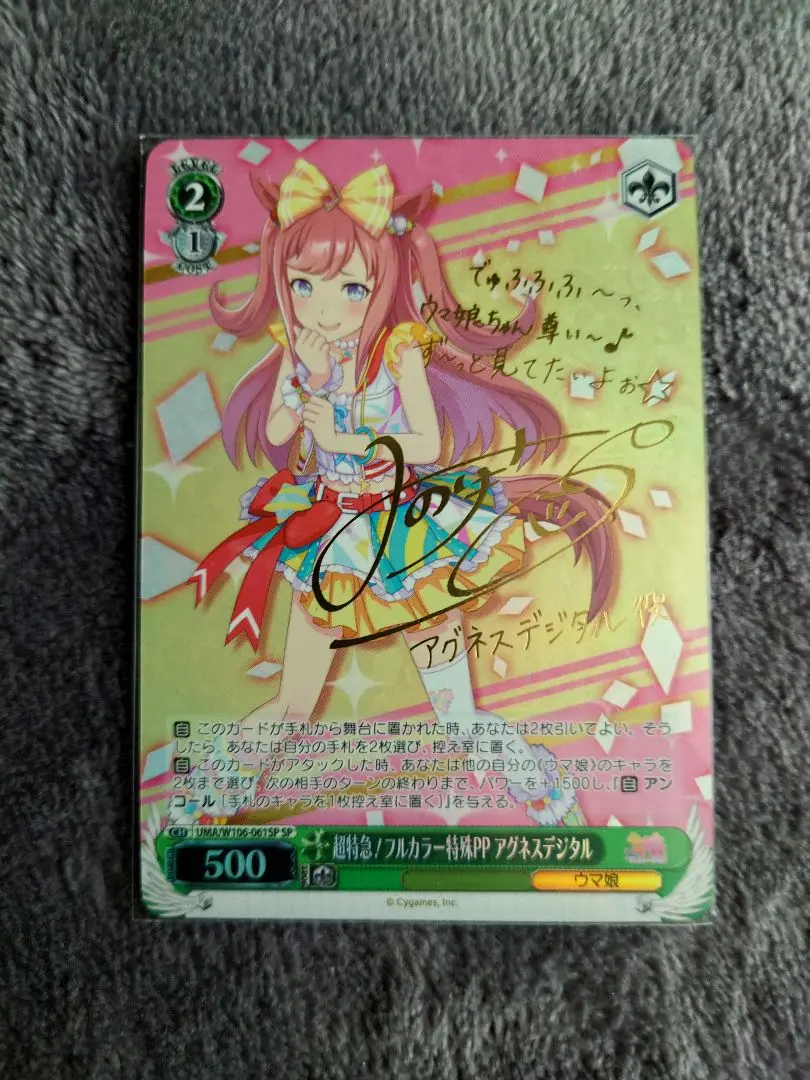 LEVEL
2
1
COST
でゅふふふ〜っ、
ウマ娘ちゃん尊い〜♪
ず〜っと見てたいよぉ☆
アグネスデジタル役
自 このカードが手札から舞台に置かれた時、あなたは2枚引いてよい。そう
したら、あなたは自分の手札を2枚選び、控え室に置く。
自 このカードがアタックした時、あなたは他の自分の《ウマ娘》のキャラを
2枚まで選び、次の相手のターンの終わりまで、パワーを+1500し、『自 アン
コール [手札のキャラを1枚控え室に置く]』を与える。
CH UMA/W106-061SP SP
500
超特急!フルカラー特殊PP アグネスデジタル
ウマ娘
© Cygames, Inc.